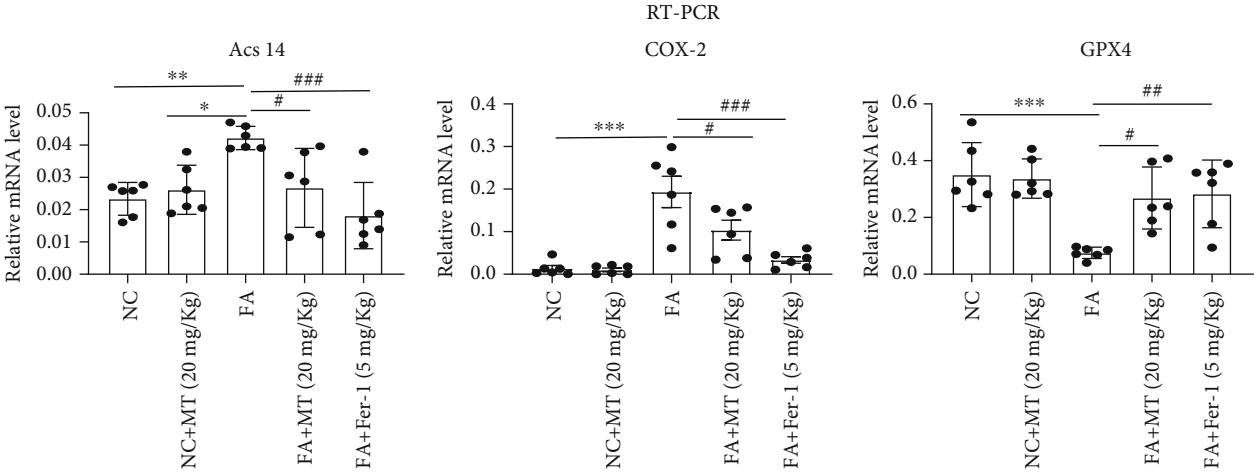 RT-PCR
Acs 14
Relative mRNA level
0.05
0.04
0.03
0.02
0.01
0.00
**
*
###
#
NC
NC+MT (20 mg/Kg)
FA
FA+MT (20 mg/Kg)
FA+Fer-1 (5 mg/Kg)
COX-2
Relative mRNA level
0.4
0.3
0.2
0.1
0.0
***
###
#
NC
NC+MT (20 mg/Kg)
FA
FA+MT (20 mg/Kg)
FA+Fer-1 (5 mg/Kg)
GPX4
Relative mRNA level
0.6
0.4
0.2
0.0
***
##
#
NC
NC+MT (20 mg/Kg)
FA
FA+MT (20 mg/Kg)
FA+Fer-1 (5 mg/Kg)